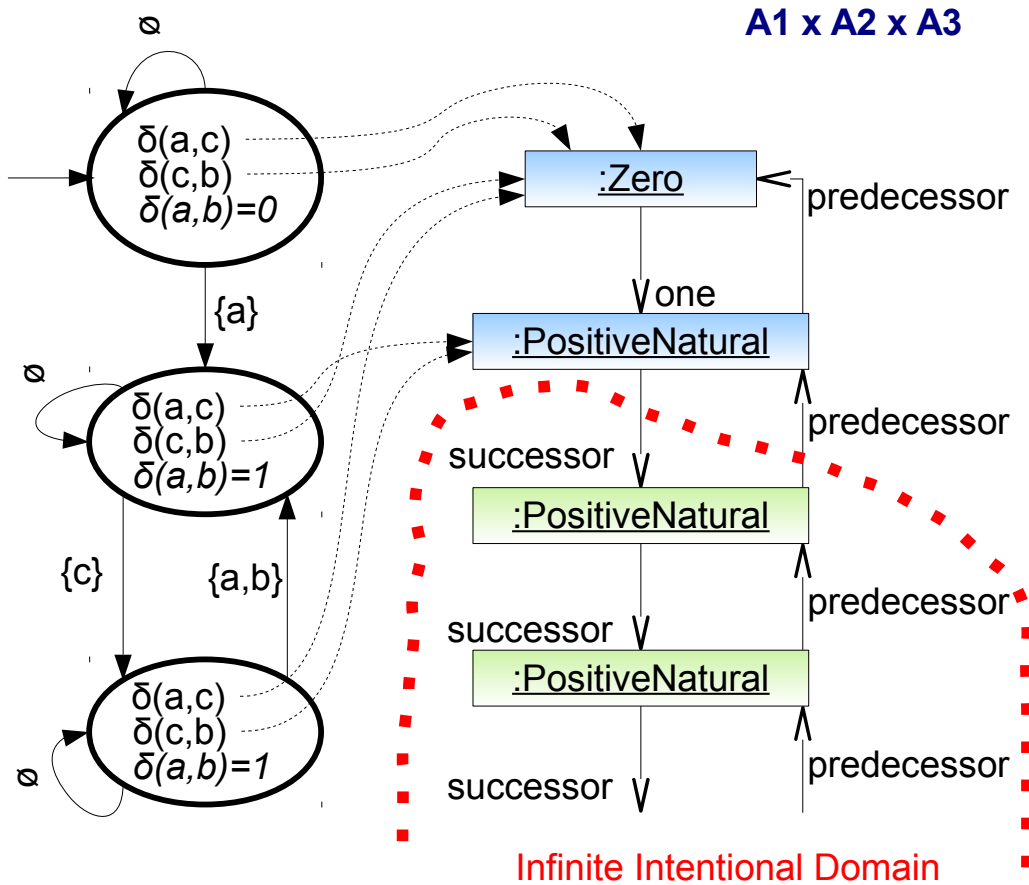 A1 x A2 x A3
ø
δ(a,c)
δ(c,b)
δ(a,b)=0
:Zero
predecessor
{a}
one
:PositiveNatural
ø
δ(a,c)
δ(c,b)
δ(a,b)=1
predecessor
successor
:PositiveNatural
{c}
{a,b}
predecessor
successor
:PositiveNatural
δ(a,c)
δ(c,b)
δ(a,b)=1
ø
predecessor
successor
Infinite Intentional Domain